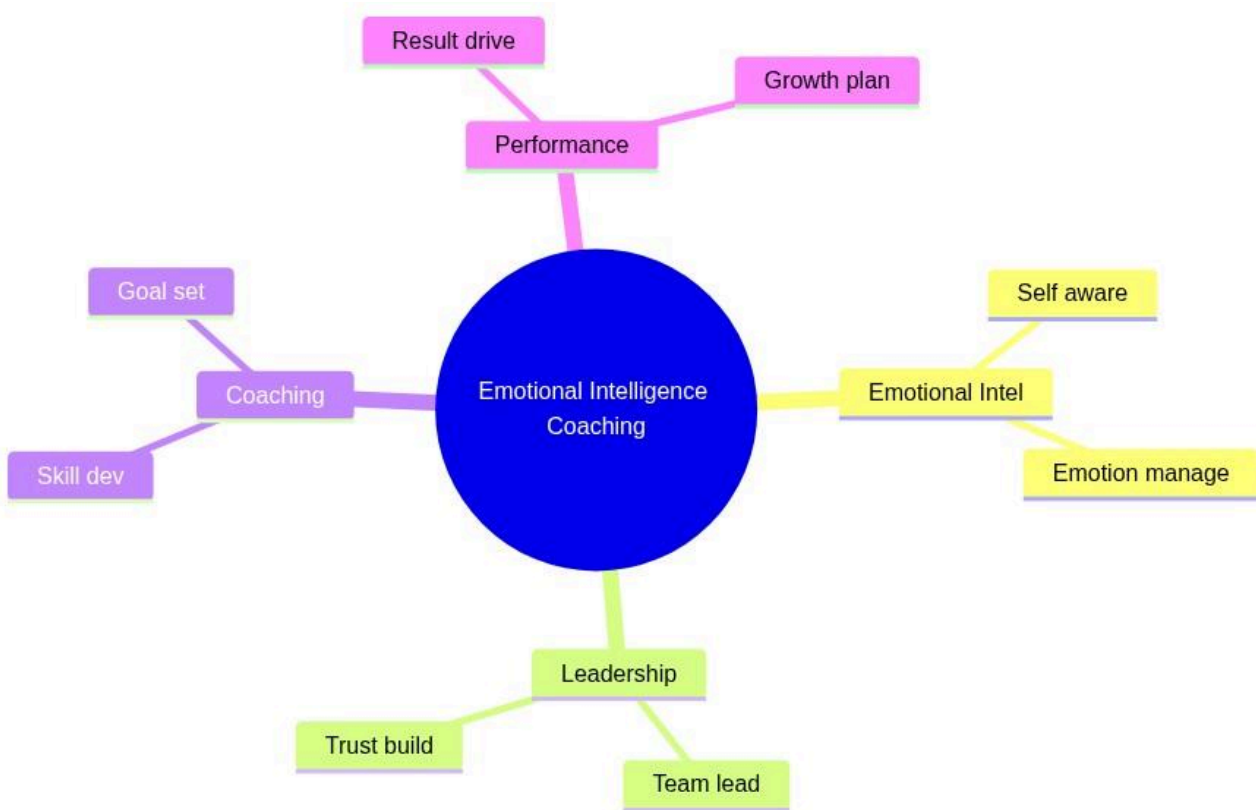 Result drive
Growth plan
Performance
Goal set
Self aware
Coaching
Emotional Intelligence
Coaching
Emotional Intel
Skill dev
Emotion manage
Leadership
Trust build
Team lead